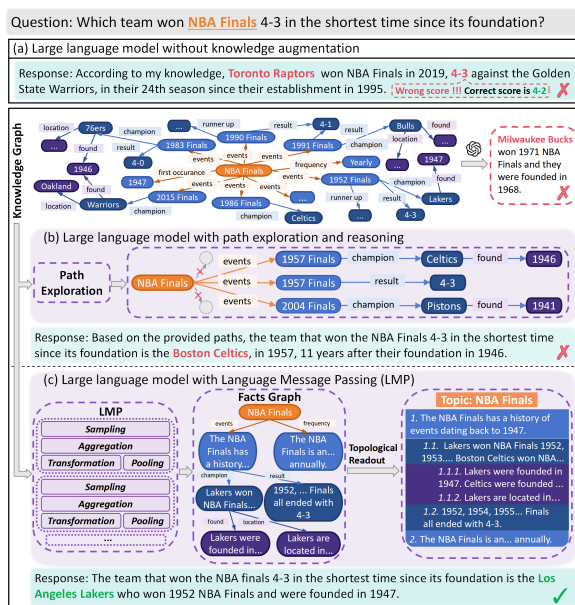 Question: Which team won NBA Finals 4-3 in the shortest time since its foundation?
(a) Large language model without knowledge augmentation
Response: According to my knowledge, Toronto Raptors won NBA Finals in 2019, 4-3 against the Golden
State Warriors, in their 24th season since their establishment in 1995.
Wrong score !!! Correct score is 4-2
Knowledge Graph
location
76ers
...
runner up
1990 Finals
result
4-1
Bulls
location
...
found
1983 Finals
champion
events
1991 Finals
champion
found
...
1946
4-0
result
events
events
frequency
Yearly
1947
Oakland
found
1947
first occurance
NBA Finals
1952 Finals
found
location
Warriors
2015 Finals
events
events
events
...
champion
Lakers
champion
1986 Finals
champion
Celtics
runner up
...
result
4-3
Milwaukee Bucks
won 1971 NBA
Finals and they
were founded in
1968.
(b) Large language model with path exploration and reasoning
Path
Exploration
NBA Finals
events
1957 Finals
champion
Celtics
found
1946
events
1957 Finals
result
4-3
events
2004 Finals
champion
Pistons
found
1941
Response: Based on the provided paths, the team that won the NBA Finals 4-3 in the shortest time
since its foundation is the Boston Celtics, in 1957, 11 years after their foundation in 1946.
(c) Large language model with Language Message Passing (LMP)
LMP
Sampling
Aggregation
Transformation Pooling
Sampling
Aggregation
Transformation Pooling
...
Facts Graph
NBA Finals
events
frequency
The NBA
Finals has
a history...
The NBA
Finals is
an... annually.
champion
result
Lakers won
NBA Finals...
1952, ... Finals
all ended with
4-3
found
location
Lakers were
founded in...
Lakers are
located in...
Topological
Readout
Topic: NBA Finals
1. The NBA Finals has a history of
events dating back to 1947.
1.1. Lakers won NBA Finals 1952,
1953... Boston Celtics won NBA...
1.1.1. Lakers were founded in
1947. Celtics were founded ...
1.1.2. Lakers are located in...
1.2. 1952, 1954, 1955... Finals
all ended with 4-3.
2. The NBA Finals is an... annually.
Response: The team that won the NBA finals 4-3 in the shortest time since its foundation is the Los
Angeles Lakers who won 1952 NBA Finals and were founded in 1947.